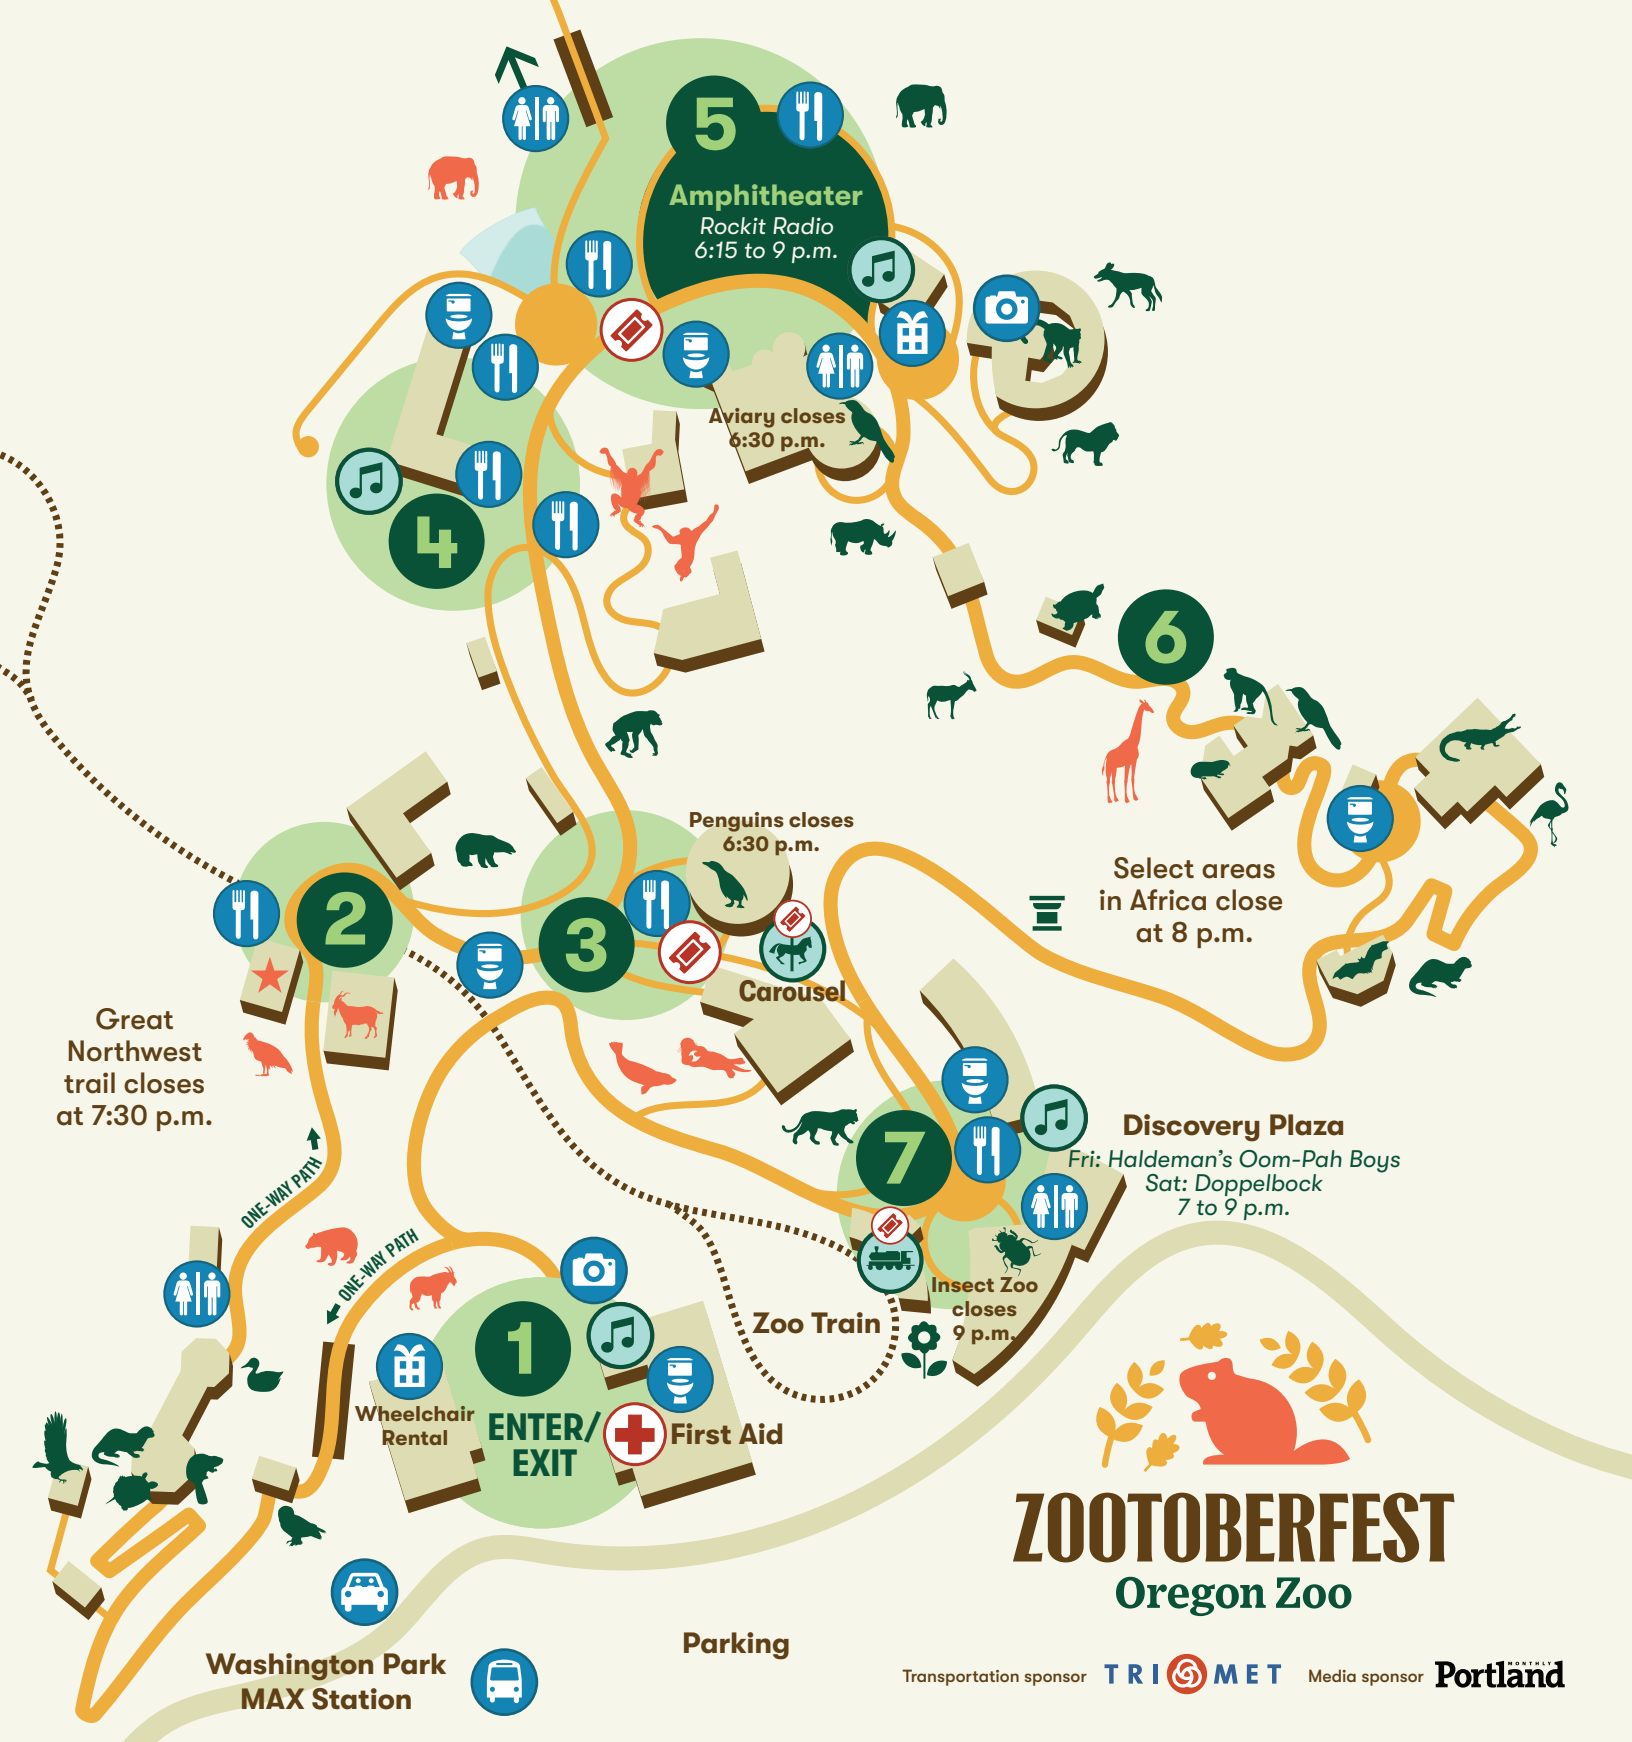 5
Amphitheater
Rockit Radio
6:15 to 9 p.m.
Aviary closes
6:30 p.m.
4
6
Penguins closes
6:30 p.m.
Select areas
in Africa close
at 8 p.m.
2
3
Carousel
Great
Northwest
trail closes
at 7:30 p.m.
ONE-WAY PATH
ONE-WAY PATH
7
Discovery Plaza
Fri: Haldeman's Oom-Pah Boys
Sat: Doppelbock
7 to 9 p.m.
Insect Zoo
closes
9 p.m.
Zoo Train
1
ENTER/
EXIT
Wheelchair
Rental
First Aid
ZOOTOBERFEST
Oregon Zoo
Parking
Washington Park
MAX Station
Transportation sponsor TRI MET Media sponsor Portland MONTHLY